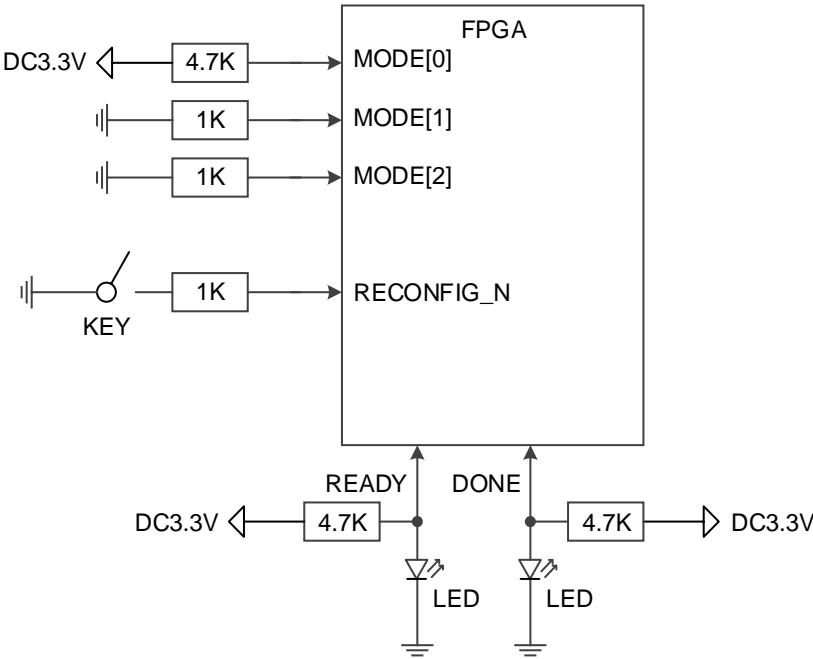 FPGA
DC3.3V 4.7K MODE[0]
1K MODE[1]
1K MODE[2]
1K RECONFIG_N
KEY
READY DONE
DC3.3V 4.7K 4.7K DC3.3V
LED LED